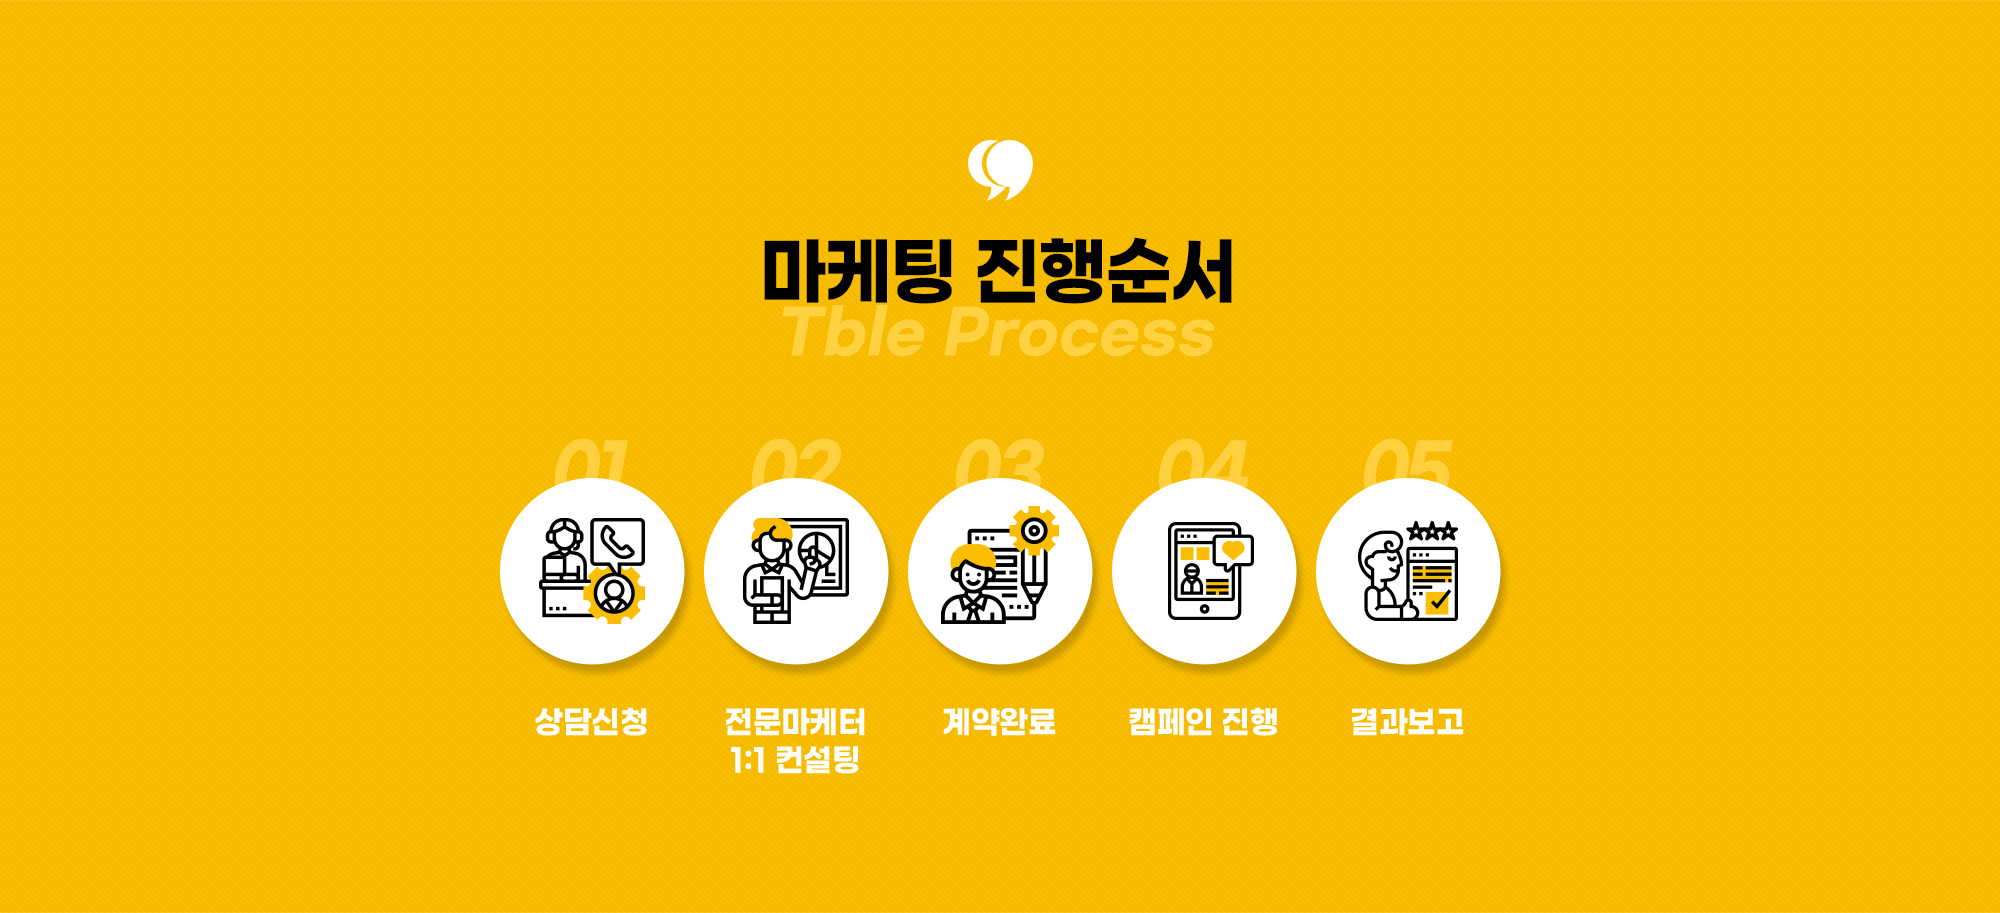 마케팅 진행순서
Tble Process
01
02
03
04
05
상담신청
전문마케터
1:1 컨설팅
계약완료
캠페인 진행
결과보고